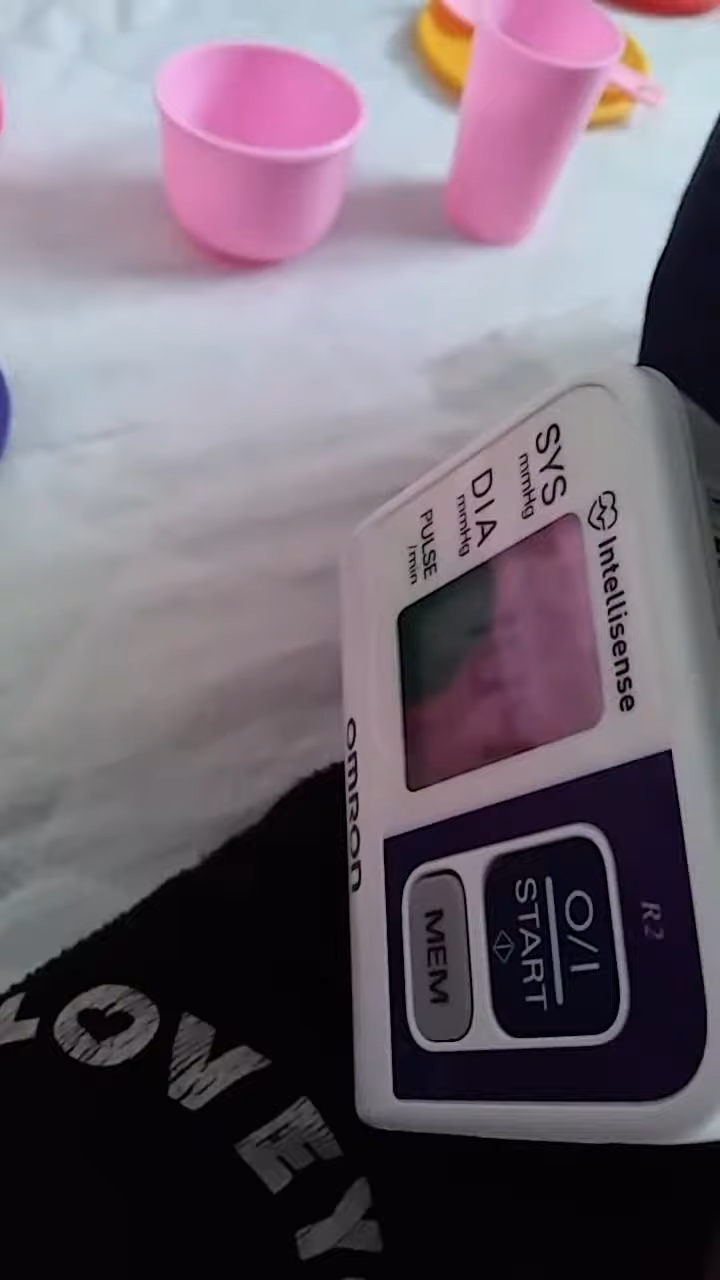 Intellisense
SYS
mmHg
DIA
mmHg
PULSE
/min
R2
O/I
START
MEM
OMRON